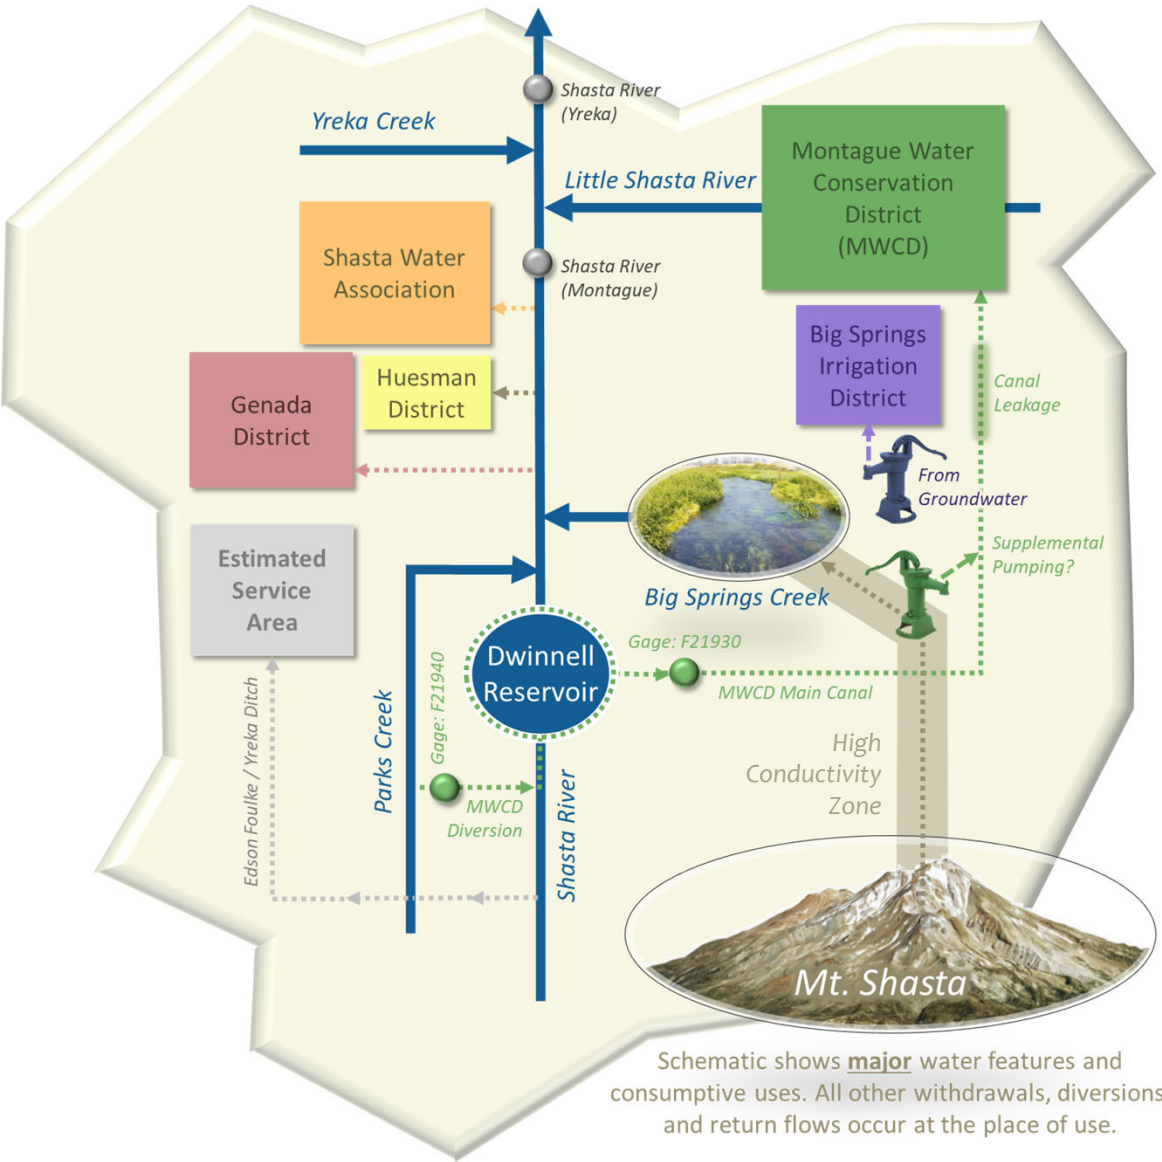 Shasta River
(Yreka)
Yreka Creek
Little Shasta River
Montague Water
Conservation
District
(MWCD)
Shasta Water
Association
Shasta River
(Montague)
Big Springs
Irrigation
District
Huesman
District
Genada
District
Canal
Leakage
From
Groundwater
Estimated
Service
Area
Supplemental
Pumping?
Big Springs Creek
Gage: F21930
Dwinnell
Reservoir
MWCD Main Canal
Gage: F21940
Parks Creek
Edson Foulke / Yreka Ditch
MWCD
Diversion
Shasta River
High
Conductivity
Zone
Mt. Shasta
Schematic shows major water features and
consumptive uses. All other withdrawals, diversions
and return flows occur at the place of use.